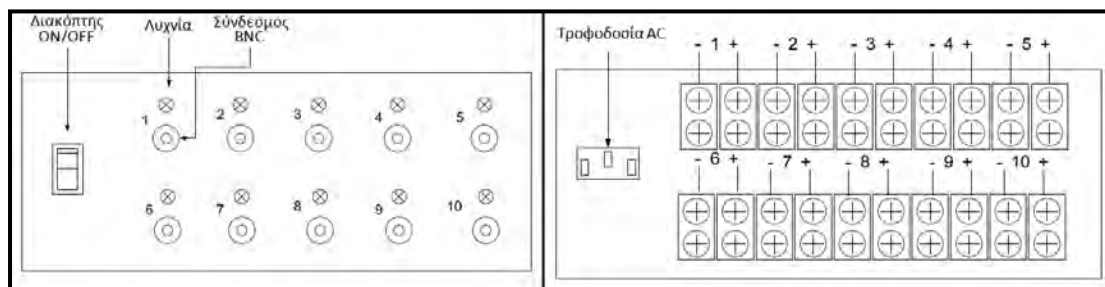 Διακόπτης
ON/OFF
Λυχνία
Σύνδεσμος
BNC
1
2
3
4
5
6
7
8
9
10
Τροφοδοσία AC
- 1 + - 2 + - 3 + - 4 + - 5 +
- 6 + - 7 + - 8 + - 9 + - 10 +